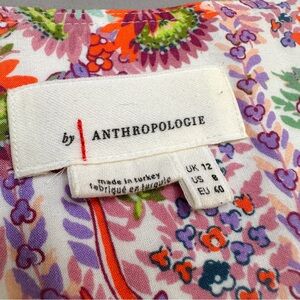 by | ANTHROPOLOGIE
made in turkey
fabriqué en turquie
UK 12
US 8
EU 40